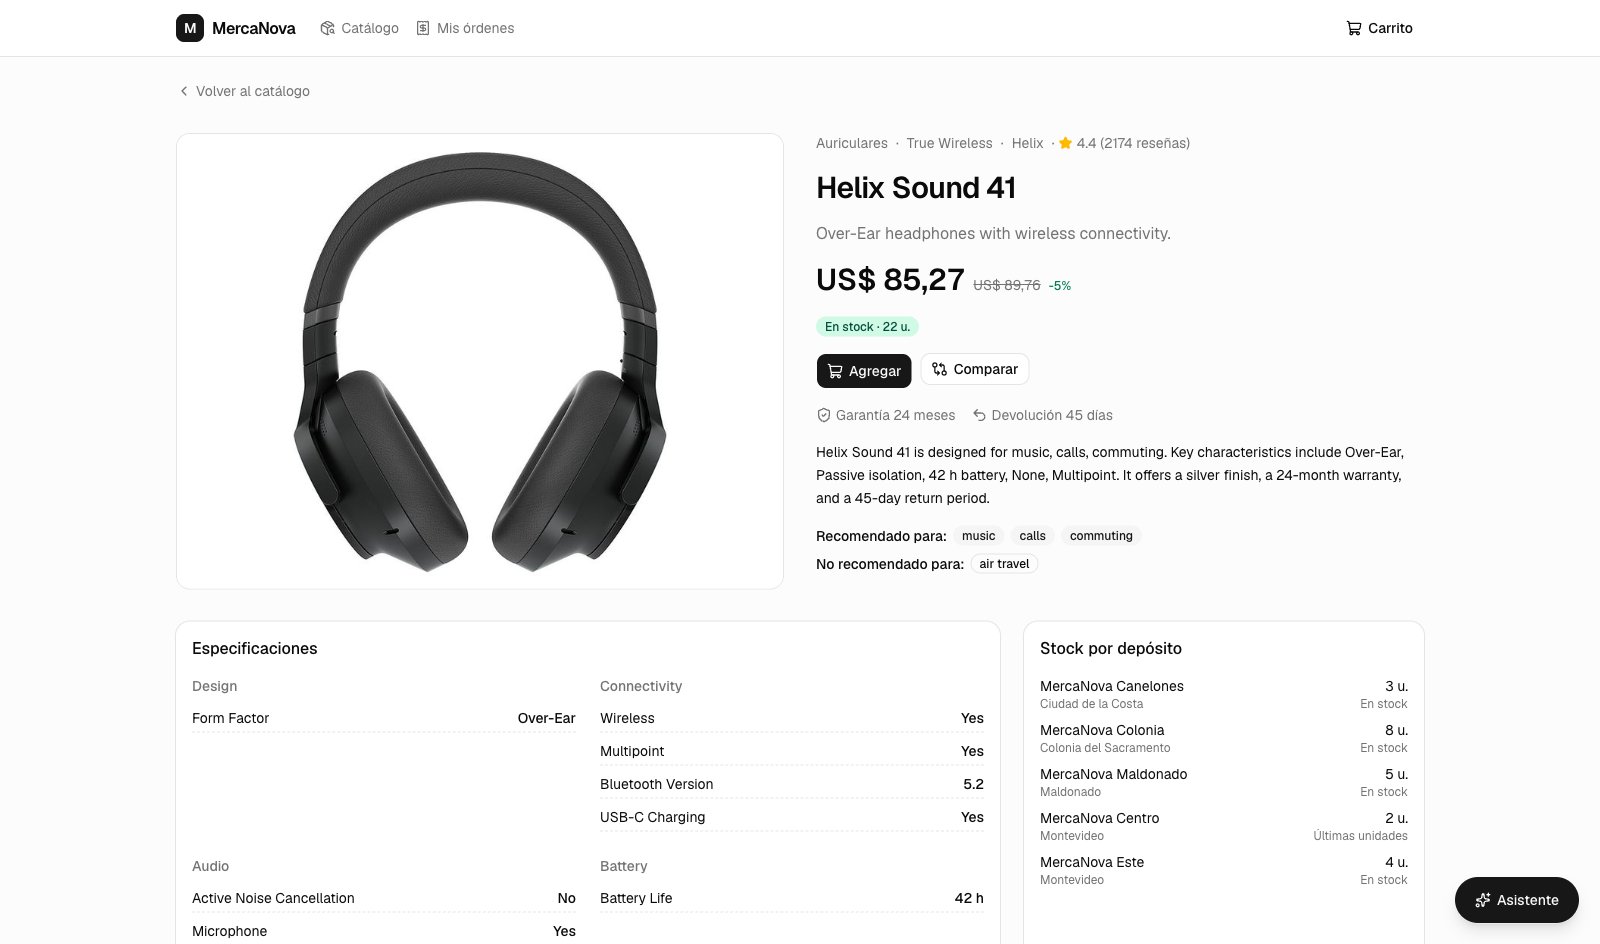 M MercaNova Catálogo Mis órdenes Carrito
Volver al catálogo
Auriculares · True Wireless · Helix · 4.4 (2174 reseñas)
Helix Sound 41
Over-Ear headphones with wireless connectivity.
US$ 85,27 US$ 89,76 -5%
En stock · 22 u.
Agregar Comparar
Garantía 24 meses Devolución 45 días
Helix Sound 41 is designed for music, calls, commuting. Key characteristics include Over-Ear,
Passive isolation, 42 h battery, None, Multipoint. It offers a silver finish, a 24-month warranty,
and a 45-day return period.
Recomendado para: music calls commuting
No recomendado para: air travel
Especificaciones
Design
Form Factor Over-Ear
Connectivity
Wireless Yes
Multipoint Yes
Bluetooth Version 5.2
USB-C Charging Yes
Audio
Active Noise Cancellation No
Microphone Yes
Battery
Battery Life 42 h
Stock por depósito
MercaNova Canelones 3 u.
Ciudad de la Costa En stock
MercaNova Colonia 8 u.
Colonia del Sacramento En stock
MercaNova Maldonado 5 u.
Maldonado En stock
MercaNova Centro 2 u.
Montevideo Últimas unidades
MercaNova Este 4 u.
Montevideo En stock
Asistente